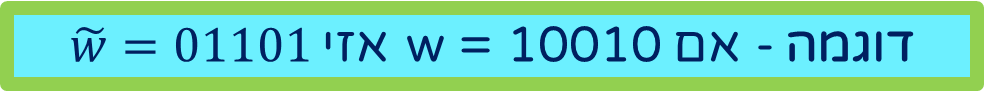 דוגמה - אם w = 10010 אזי w̃ = 01101